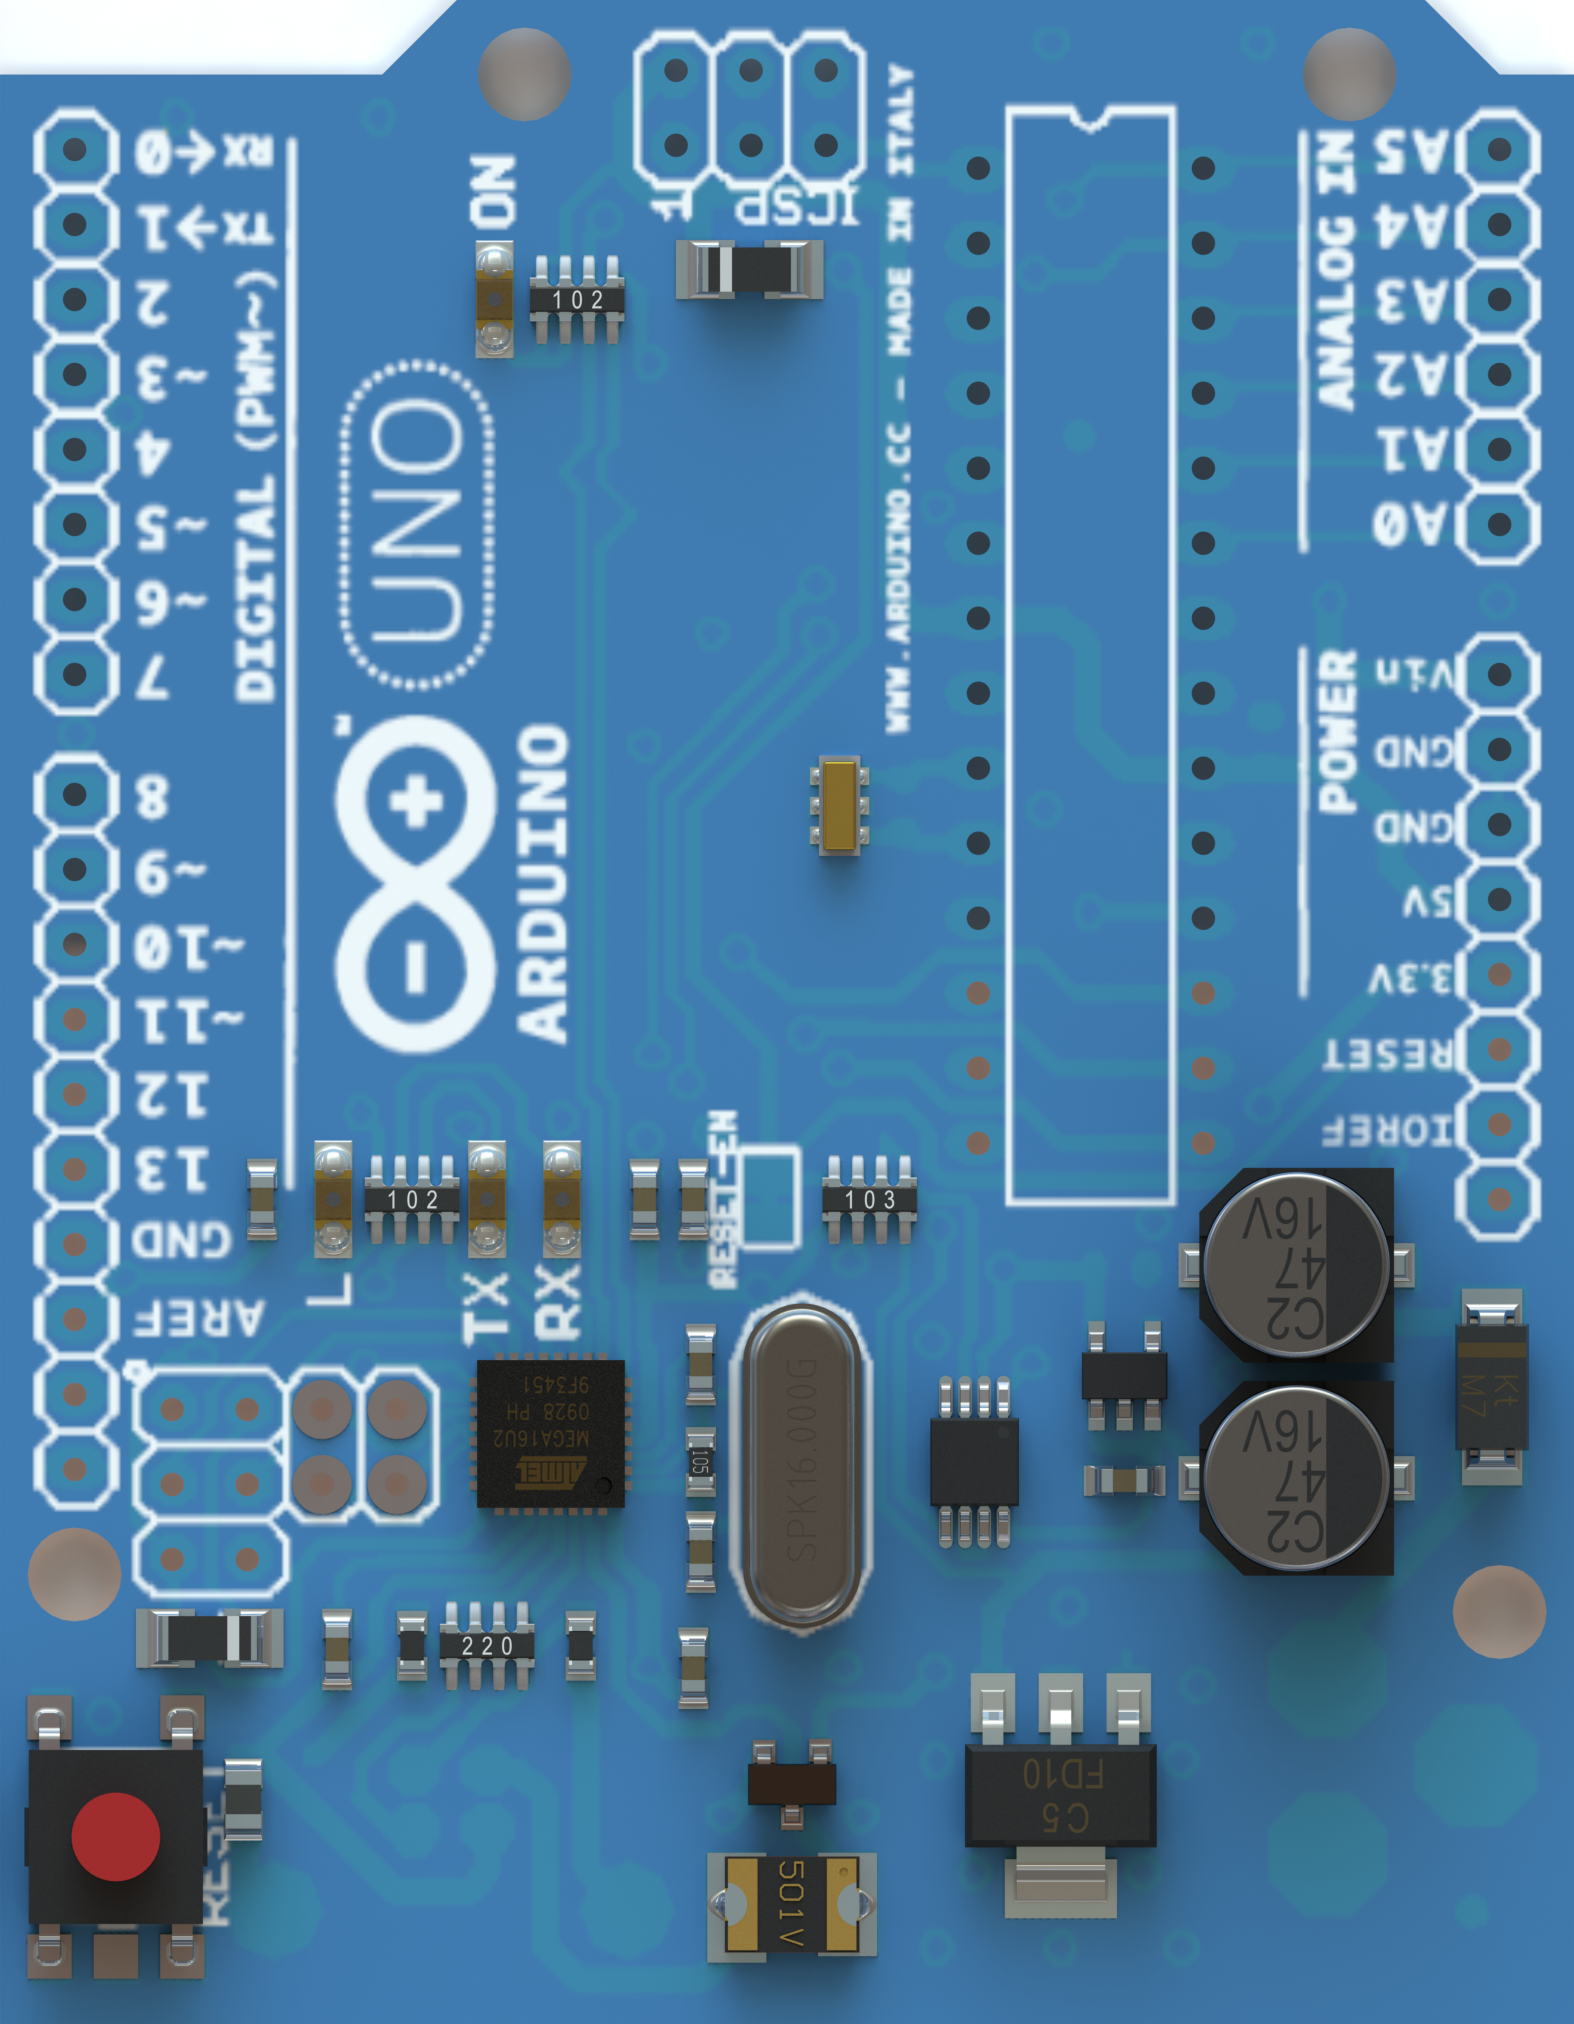 ICSP
1
ON
102
RX←0
TX→1
2
~3
4
~5
~6
7
DIGITAL (PWM~)
8
~9
~10
~11
12
13
GND
AREF
UNO
ARDUINO
WWW.ARDUINO.CC - MADE IN ITALY
A5
A4
A3
A2
A1
A0
ANALOG IN
Vin
GND
GND
5V
3.3V
RESET
IOREF
POWER
102
L
TX
RX
RESET-EN
103
ATMEL
MEGA16U2
0928 PH
9F3451
105
SPK16.000G
C2
47
16V
C2
47
16V
Kt
M7
220
RESET
C5
FD10
501V